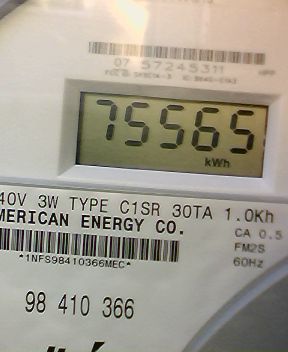 07 57245311
75565
kWh
40V 3W TYPE C1SR 30TA 1.0Kh
MERICAN ENERGY CO.
CA 0.5
FM2S
60Hz
*1NFS98410366MEC*
98 410 366